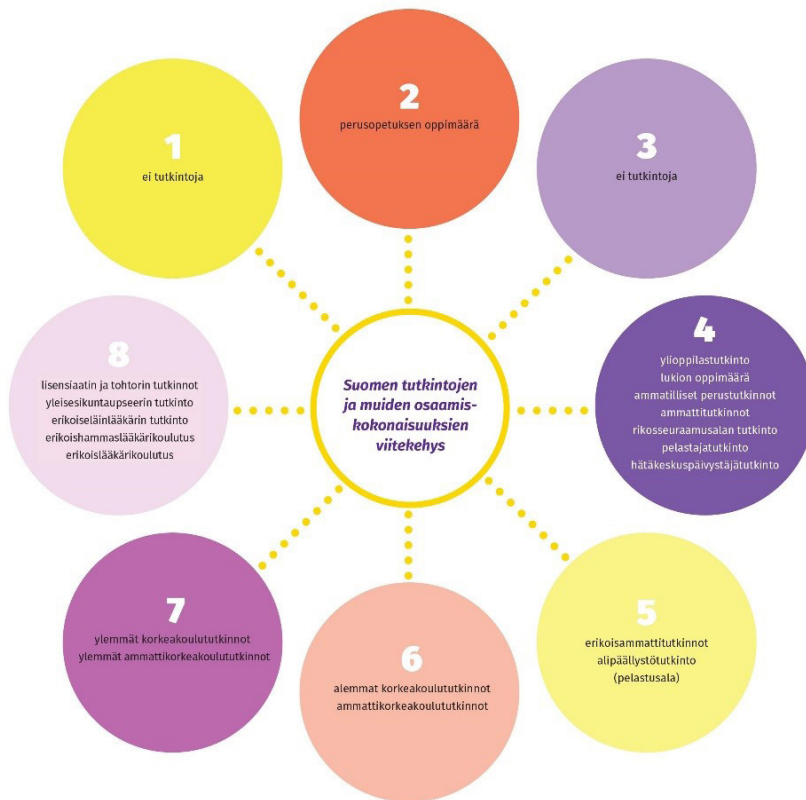 1
ei tutkintoja
2
perusopetuksen oppimäärä
3
ei tutkintoja
4
ylioppilastutkinto
lukion oppimäärä
ammatilliset perustutkinnot
ammattitutkinnot
rikosseuraamusalan tutkinto
pelastajatutkinto
hätäkeskuspäivystäjätutkinto
5
erikoisammattitutkinnot
alipäällystötutkinto
(pelastusala)
6
alemmat korkeakoulututkinnot
ammattikorkeakoulututkinnot
7
ylemmät korkeakoulututkinnot
ylemmät ammattikorkeakoulututkinnot
8
lisensiaatin ja tohtorin tutkinnot
yleisesikuntaupseerin tutkinto
erikoiseläinlääkärin tutkinto
erikoishammaslääkärikoulutus
erikoislääkärikoulutus
Suomen tutkintojen
ja muiden osaamis-
kokonaisuuksien
viitekehys